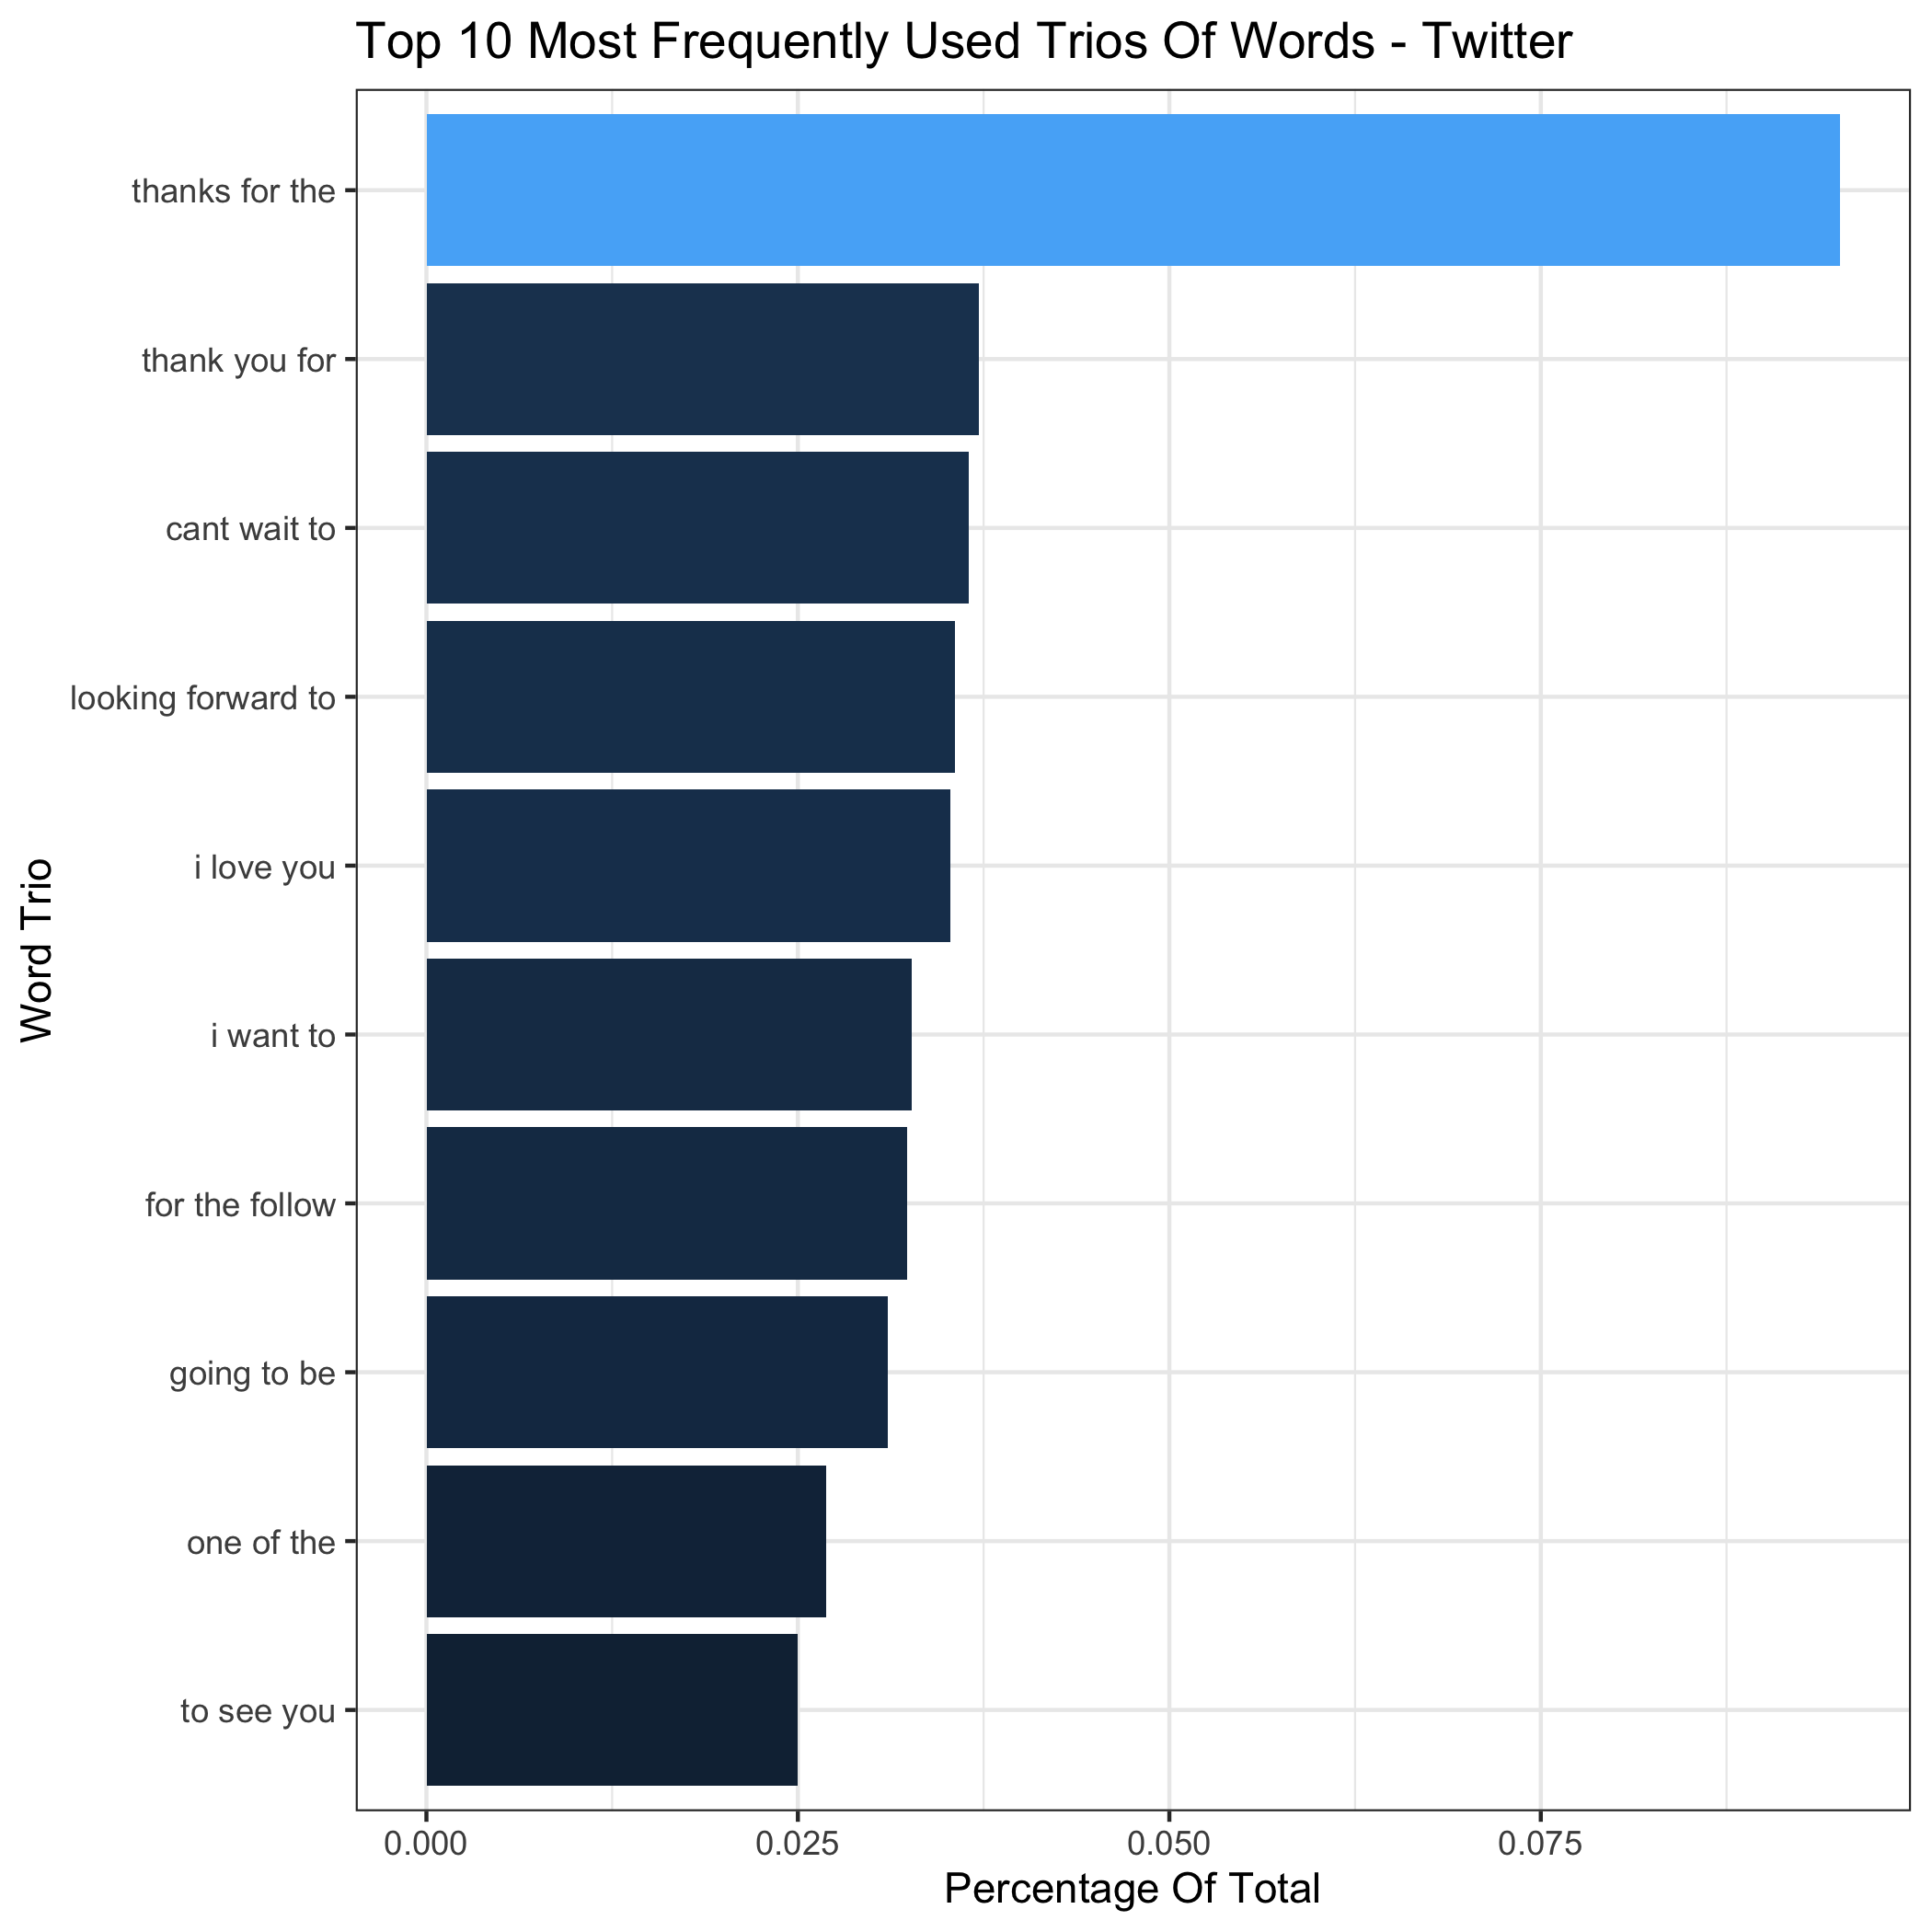 Top 10 Most Frequently Used Trios Of Words - Twitter
thanks for the
thank you for
cant wait to
looking forward to
i love you
i want to
for the follow
going to be
one of the
to see you
Word Trio
0.000 0.025 0.050 0.075
Percentage Of Total